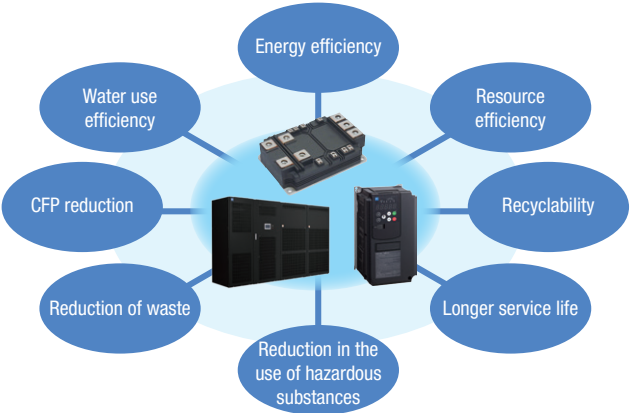 Energy efficiency
Water use
efficiency
Resource
efficiency
CFP reduction
Recyclability
Reduction of waste
Longer service life
Reduction in the
use of hazardous
substances